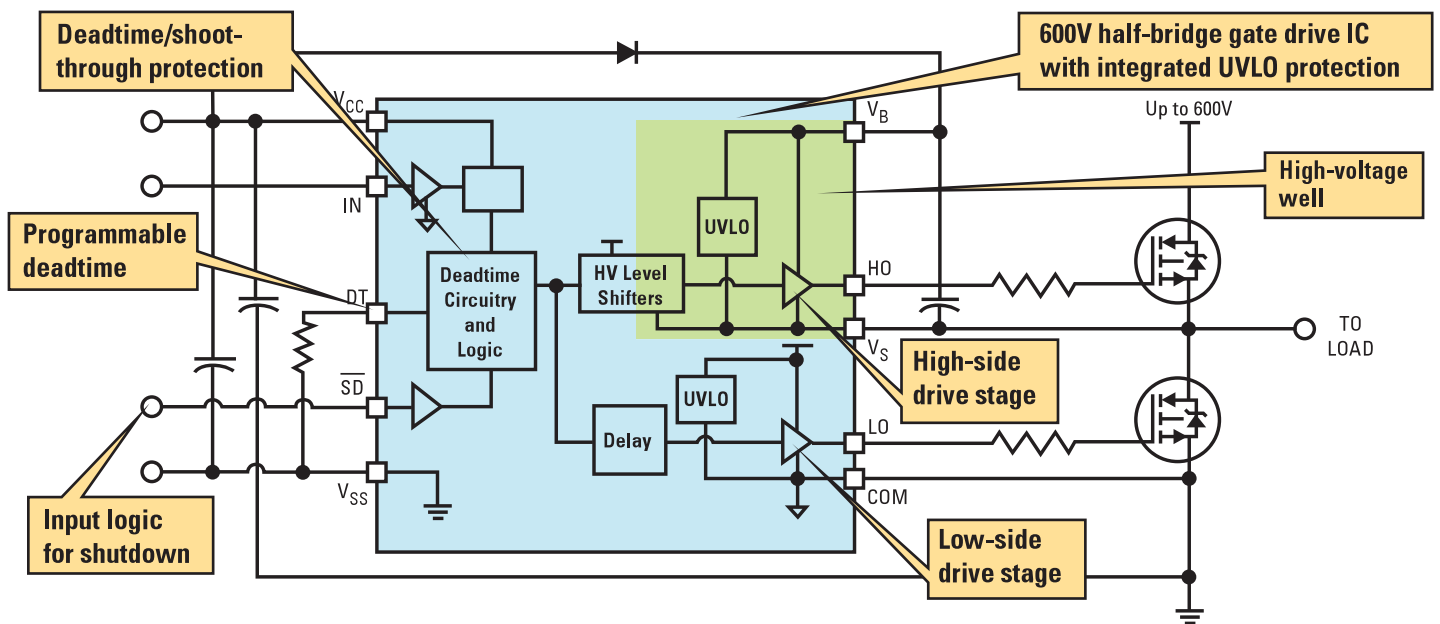 Deadtime/shoot-
through protection
600V half-bridge gate drive IC
with integrated UVLO protection
VCC
VB
Up to 600V
High-voltage
well
IN
UVLO
Programmable
deadtime
DT
Deadtime
Circuitry
and
Logic
HV Level
Shifters
HO
VS
TO
LOAD
High-side
drive stage
SD
UVLO
Delay
LO
VSS
COM
Input logic
for shutdown
Low-side
drive stage